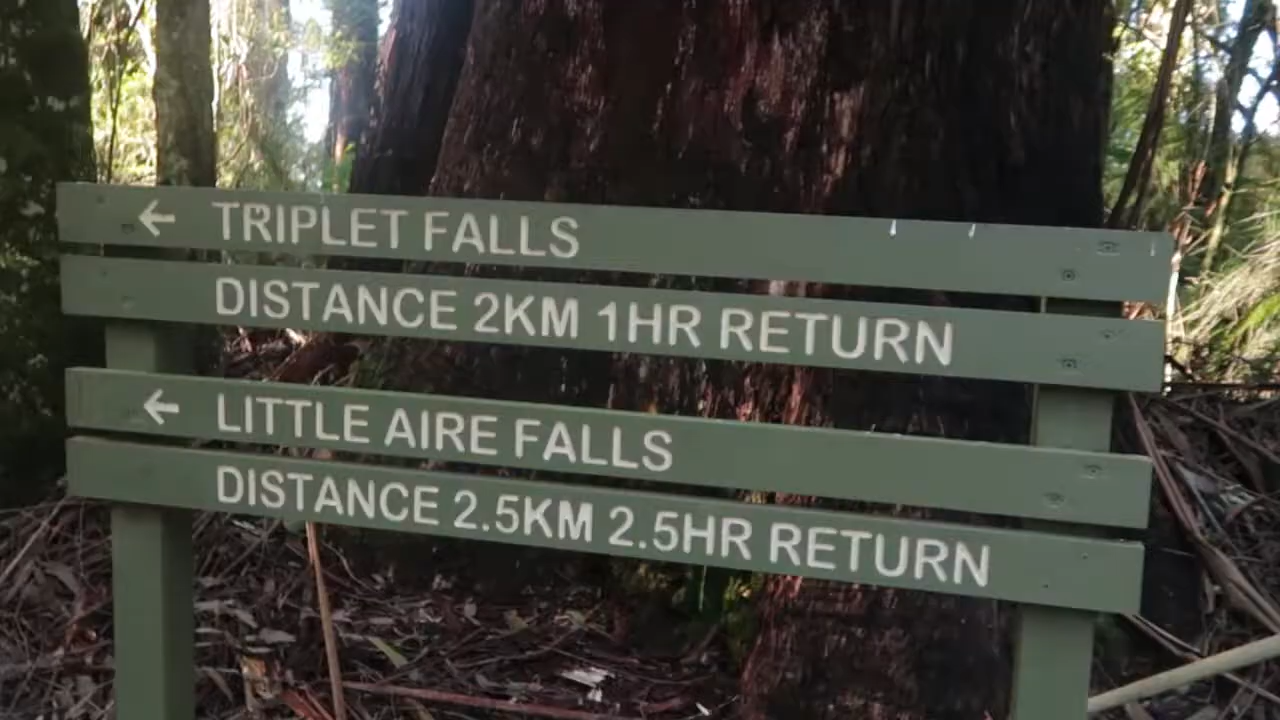 ← TRIPLET FALLS
DISTANCE 2KM 1HR RETURN
← LITTLE AIRE FALLS
DISTANCE 2.5KM 2.5HR RETURN